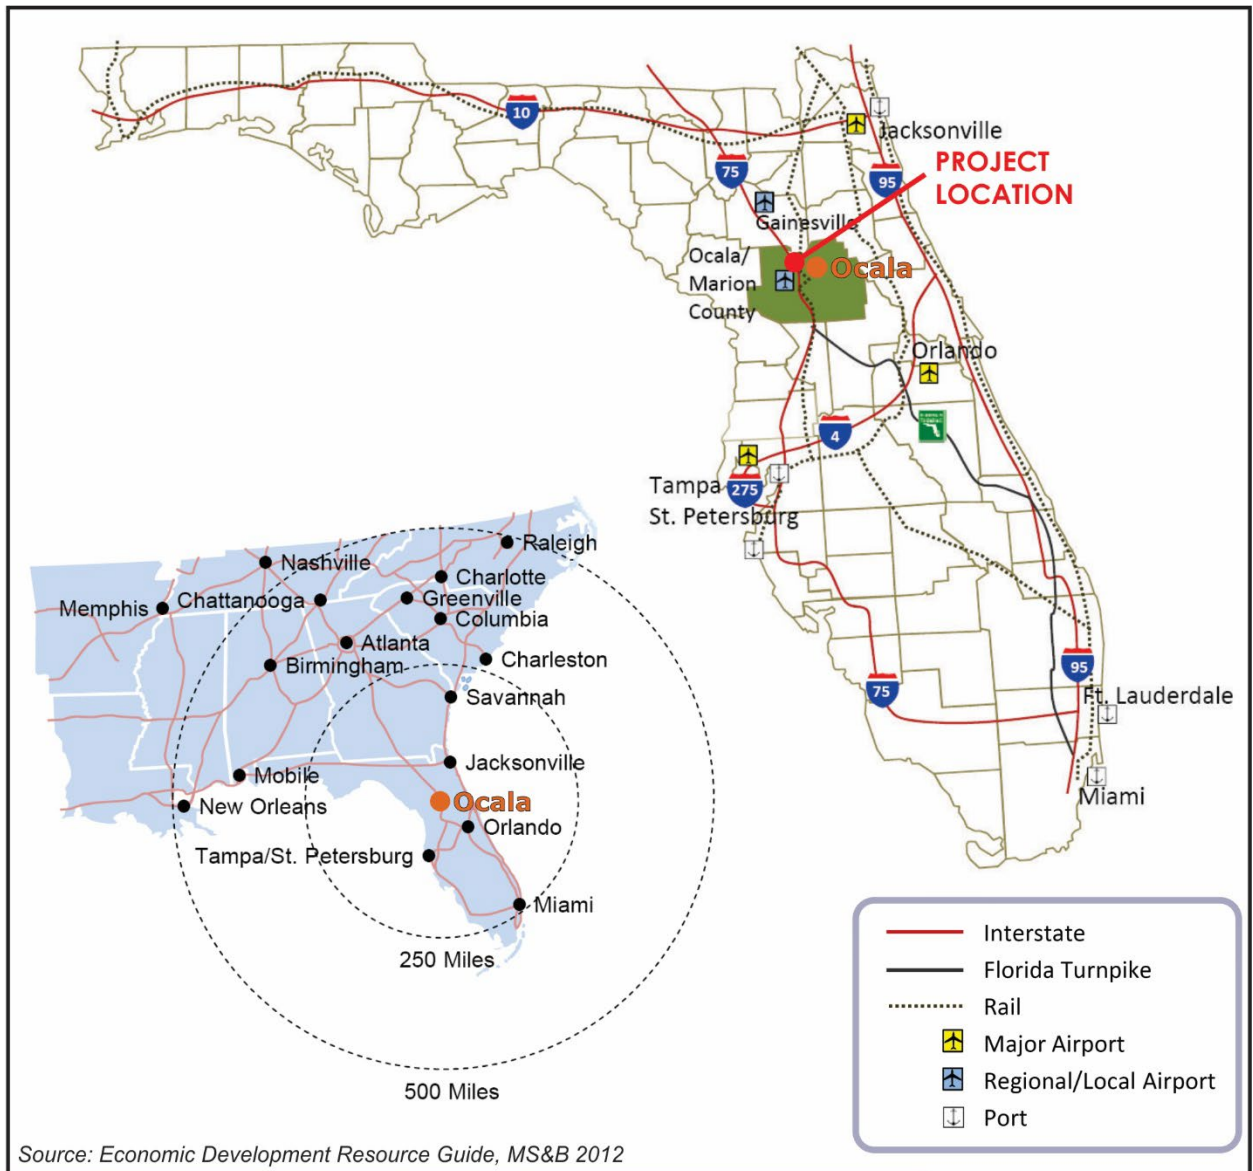 10
Jacksonville
PROJECT
LOCATION
75
95
Gainesville
Ocala/
Marion
County
Ocala
Orlando
4
Tampa
St. Petersburg
275
95
75
Ft. Lauderdale
Miami
Raleigh
Nashville
Charlotte
Memphis
Chattanooga
Greenville
Columbia
Atlanta
Birmingham
Charleston
Savannah
Jacksonville
Mobile
Ocala
New Orleans
Orlando
Tampa/St. Petersburg
Miami
250 Miles
500 Miles
Interstate
Florida Turnpike
Rail
Major Airport
Regional/Local Airport
Port
Source: Economic Development Resource Guide, MS&B 2012